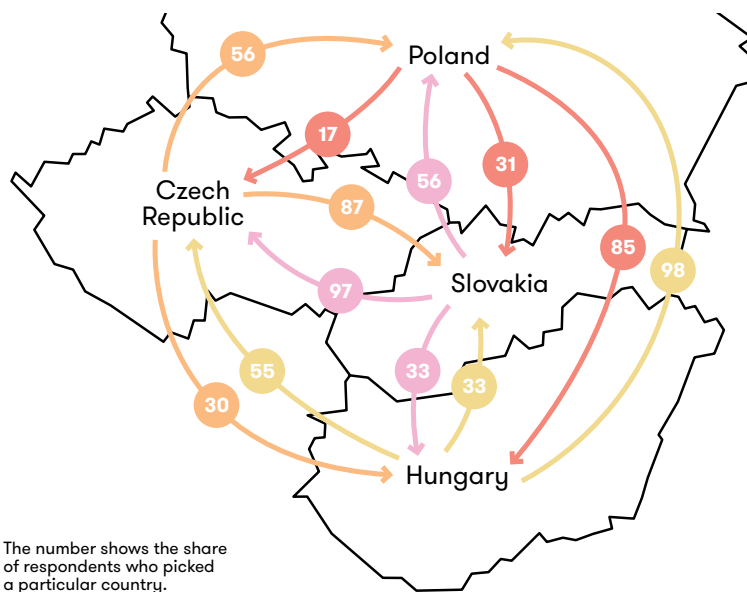 56
Poland
17
31
56
Czech
Republic
87
85
98
Slovakia
97
33
33
55
30
Hungary
The number shows the share
of respondents who picked
a particular country.